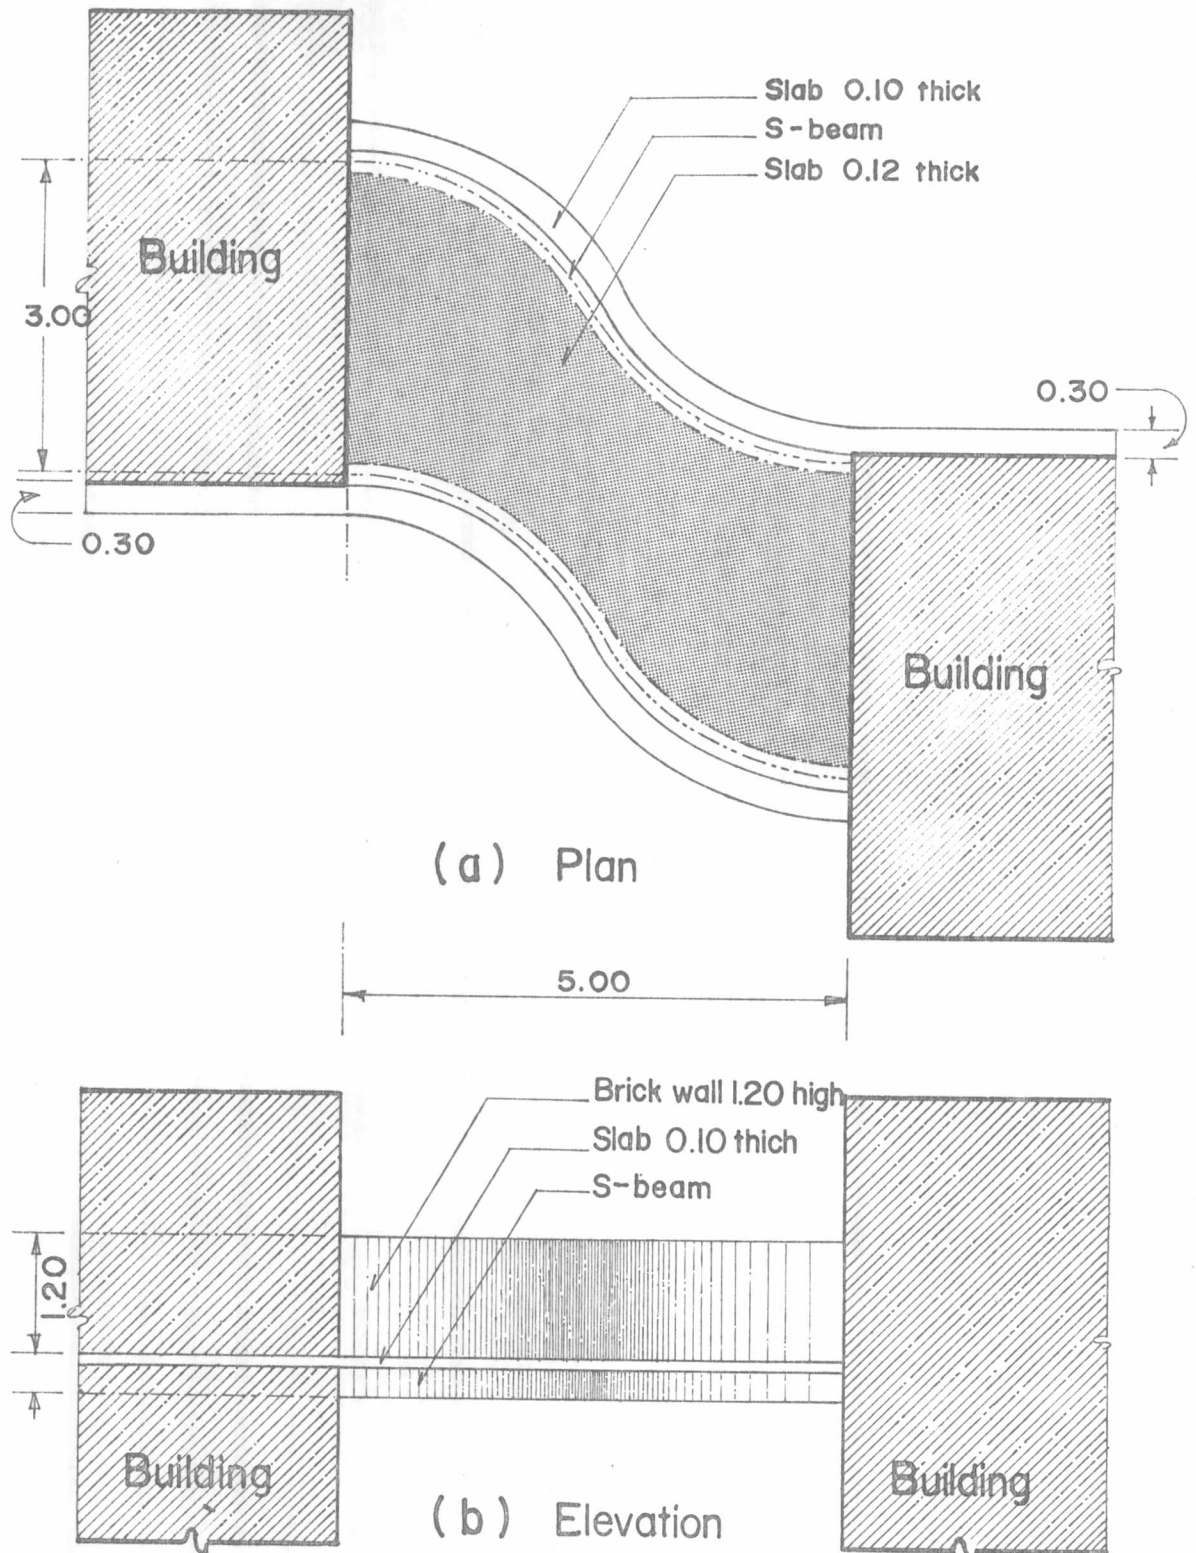 Slab 0.10 thick
S-beam
Slab 0.12 thick
Building
3.00
0.30
0.30
Building
(a) Plan
5.00
Brick wall 1.20 high
Slab 0.10 thich
S-beam
1.20
Building
Building
(b) Elevation